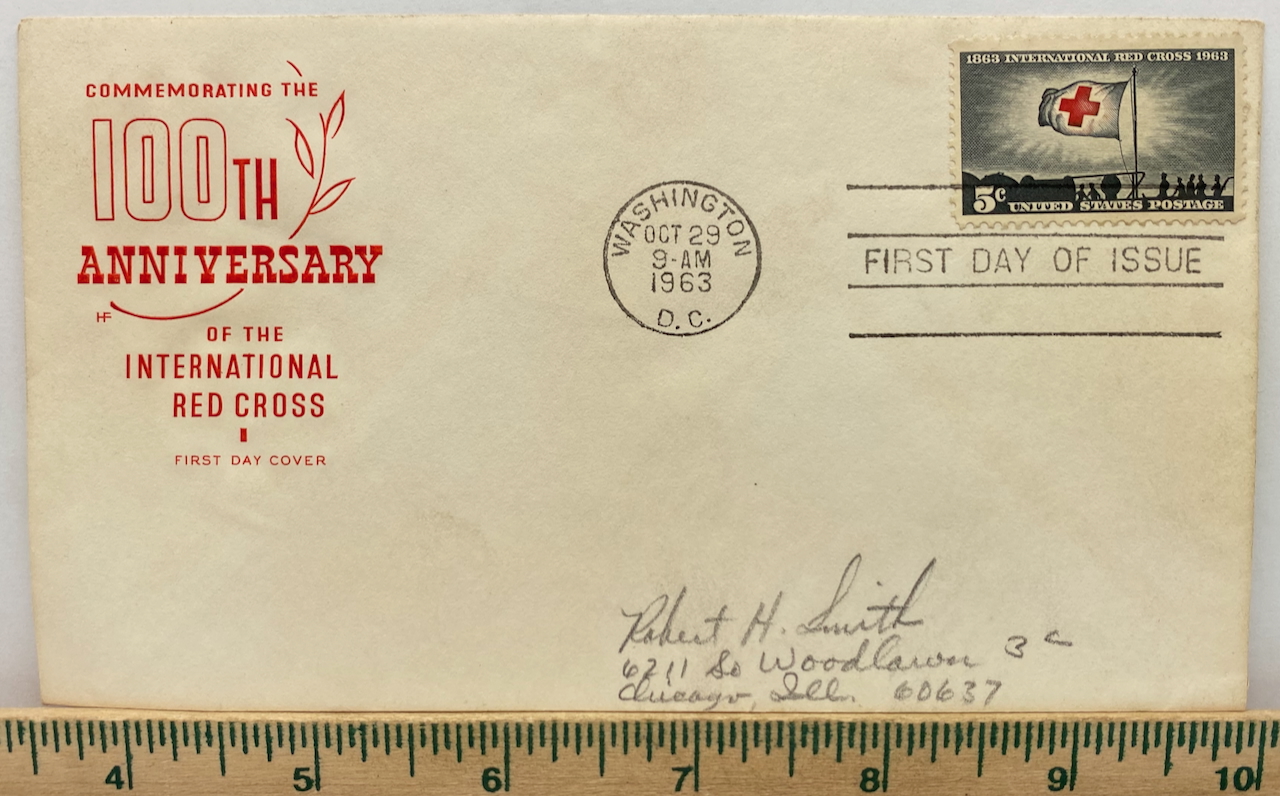 COMMEMORATING THE
100TH
ANNIVERSARY
HF
OF THE
INTERNATIONAL
RED CROSS
FIRST DAY COVER
1863 INTERNATIONAL RED CROSS 1963
5c UNITED STATES POSTAGE
WASHINGTON
OCT 29
9-AM
1963
D.C.
FIRST DAY OF ISSUE
Robert H. Smith
6211 So Woodlawn 3c
Chicago, Ill. 60637
4 5 6 7 8 9 10